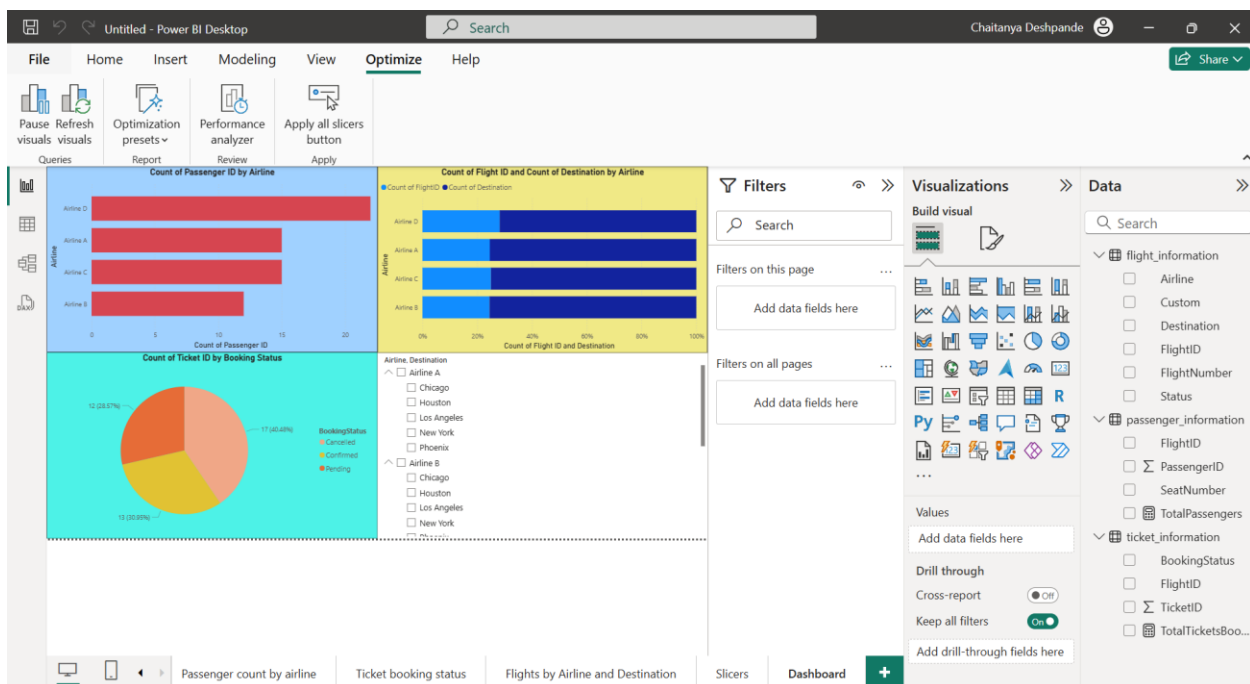 Untitled - Power BI Desktop
Search
Chaitanya Deshpande
File Home Insert Modeling View Optimize Help
Share
Pause visuals
Refresh visuals
Optimization presets
Performance analyzer
Apply all slicers button
Queries Report Review Apply
Count of Passenger ID by Airline
Airline
Airline D
Airline A
Airline C
Airline B
0 5 10 15 20
Count of Passenger ID
Count of Flight ID and Count of Destination by Airline
Count of FlightID Count of Destination
Airline
Airline D
Airline A
Airline C
Airline B
0% 20% 40% 60% 80% 100%
Count of Flight ID and Destination
Count of Ticket ID by Booking Status
12 (28.57%)
17 (40.48%)
13 (30.95%)
BookingStatus
Cancelled
Confirmed
Pending
Airline, Destination
Airline A
Chicago
Houston
Los Angeles
New York
Phoenix
Airline B
Chicago
Houston
Los Angeles
New York
Filters
Search
Filters on this page
...
Add data fields here
Filters on all pages
...
Add data fields here
Visualizations
Build visual
R
Py
123
...
Values
Add data fields here
Drill through
Cross-report Off
Keep all filters On
Add drill-through fields here
Data
Search
flight_information
Airline
Custom
Destination
FlightID
FlightNumber
Status
passenger_information
FlightID
PassengerID
SeatNumber
TotalPassengers
ticket_information
BookingStatus
FlightID
TicketID
TotalTicketsBoo...
Passenger count by airline
Ticket booking status
Flights by Airline and Destination
Slicers
Dashboard